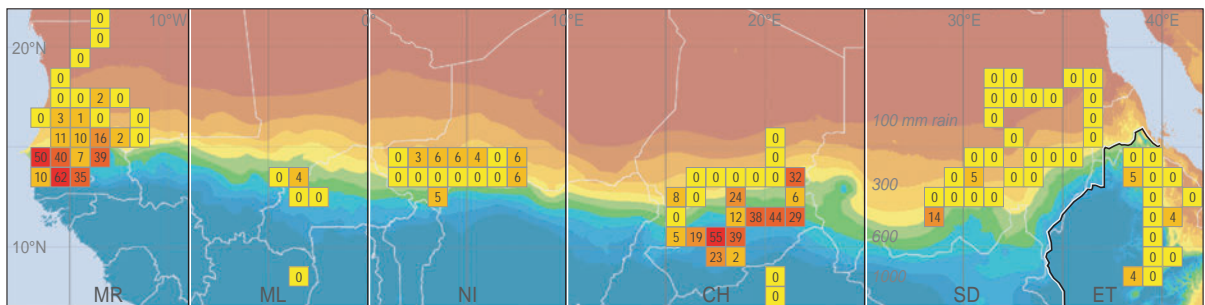 0 10°W 0° 10°E 20°E 30°E 40°E
0
20°N 0
0 0 0 0 0
0 0 2 0 0 0 0 0 0
0 3 1 0 0 100 mm rain 0 0
11 10 16 2 0 0 0 0
50 40 7 39 0 3 6 6 4 0 6 0 0 0 0 0 0 0 0
10 62 35 0 4 0 0 0 0 0 0 6 0 0 0 0 0 32 300 0 5 0 0 5 0
0 0 5 8 0 24 6 0 0 0 0 0 0
0 12 38 44 29 14 0 4
10°N 5 19 55 39 600 0
23 2 0 0
0 0 1000 4 0
MR ML NI CH 0 SD ET